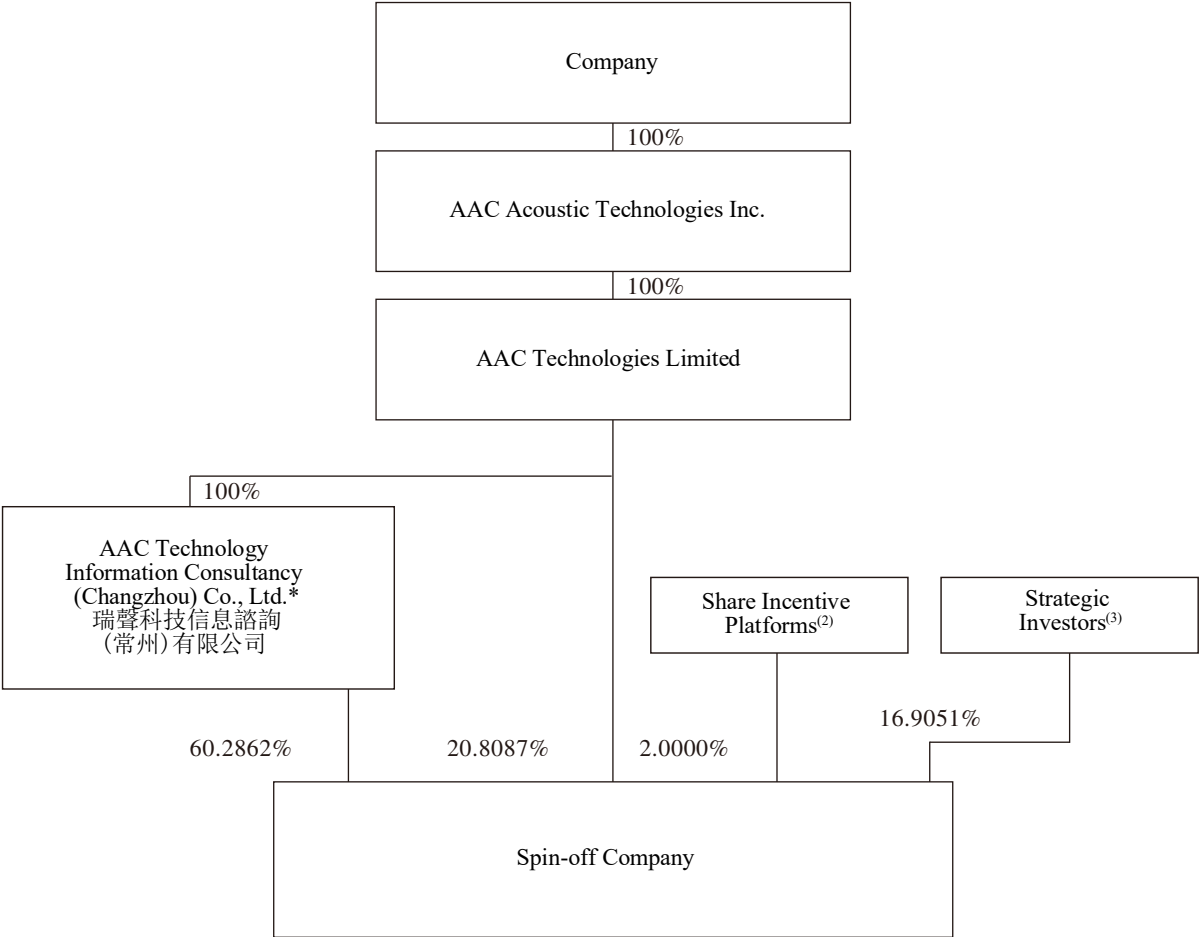 Company
100%
AAC Acoustic Technologies Inc.
100%
AAC Technologies Limited
100%
AAC Technology
Information Consultancy
(Changzhou) Co., Ltd.*
瑞聲科技信息諮詢
（常州）有限公司
Share Incentive
Platforms(2)
Strategic
Investors(3)
16.9051%
60.2862%
20.8087%
2.0000%
Spin-off Company